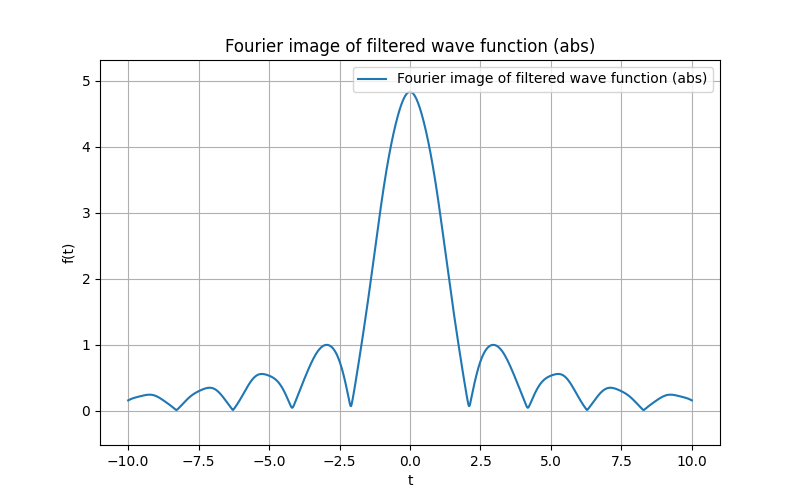 Fourier image of filtered wave function (abs)
Fourier image of filtered wave function (abs)
5
4
3
2
1
0
f(t)
−10.0 −7.5 −5.0 −2.5 0.0 2.5 5.0 7.5 10.0
t